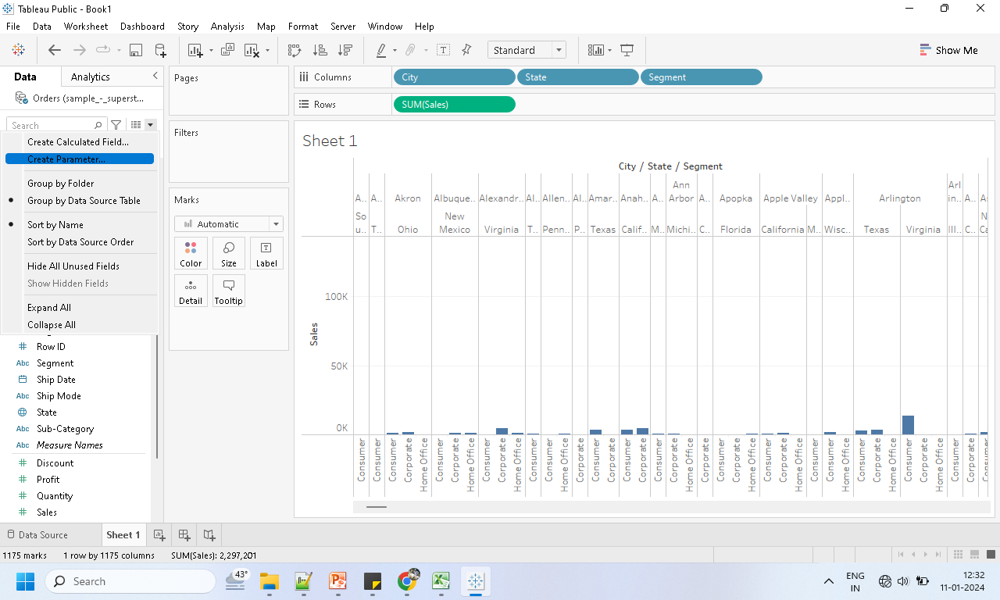 Tableau Public - Book1
File Data Worksheet Dashboard Story Analysis Map Format Server Window Help
Standard
Show Me
Data Analytics
Orders (sample_-_superst...
Search
Create Calculated Field...
Create Parameter...
Group by Folder
Group by Data Source Table
Sort by Name
Sort by Data Source Order
Hide All Unused Fields
Show Hidden Fields
Expand All
Collapse All
Row ID
Abc Segment
Ship Date
Abc Ship Mode
State
Abc Sub-Category
Abc Measure Names
Discount
Profit
Quantity
Sales
Pages
Filters
Marks
Automatic
Color Size Label
Detail Tooltip
Columns City State Segment
Rows SUM(Sales)
Sheet 1
City / State / Segment
A.. A.. Akron Albuque.. Alexandr.. Al.. Allen.. Al.. Amar.. Anah.. A.. Ann Arbor A.. Apopka Apple Valley Appl.. Arlington Arl in.. A..
So u.. T.. Ohio New Mexico Virginia T.. Penn.. P.. Texas Calif.. M.. Michi.. C.. Florida California M.. Wisc.. Texas Virginia Ill.. C..
100K
50K
0K
Sales
Consumer Consumer Consumer Corporate Home Office Consumer Corporate Home Office Consumer Corporate Home Office Consumer Consumer Home Office Corporate Consumer Corporate Consumer Corporate Consumer Consumer Home Office Consumer Consumer Corporate Home Office Consumer Corporate Home Office Consumer Consumer Corporate Consumer Corporate Consumer Corporate Home Office Consumer Corporate Consumer
Data Source Sheet 1
1175 marks 1 row by 1175 columns SUM(Sales): 2,297,201
Search
43°
ENG
IN
12:32
11-01-2024